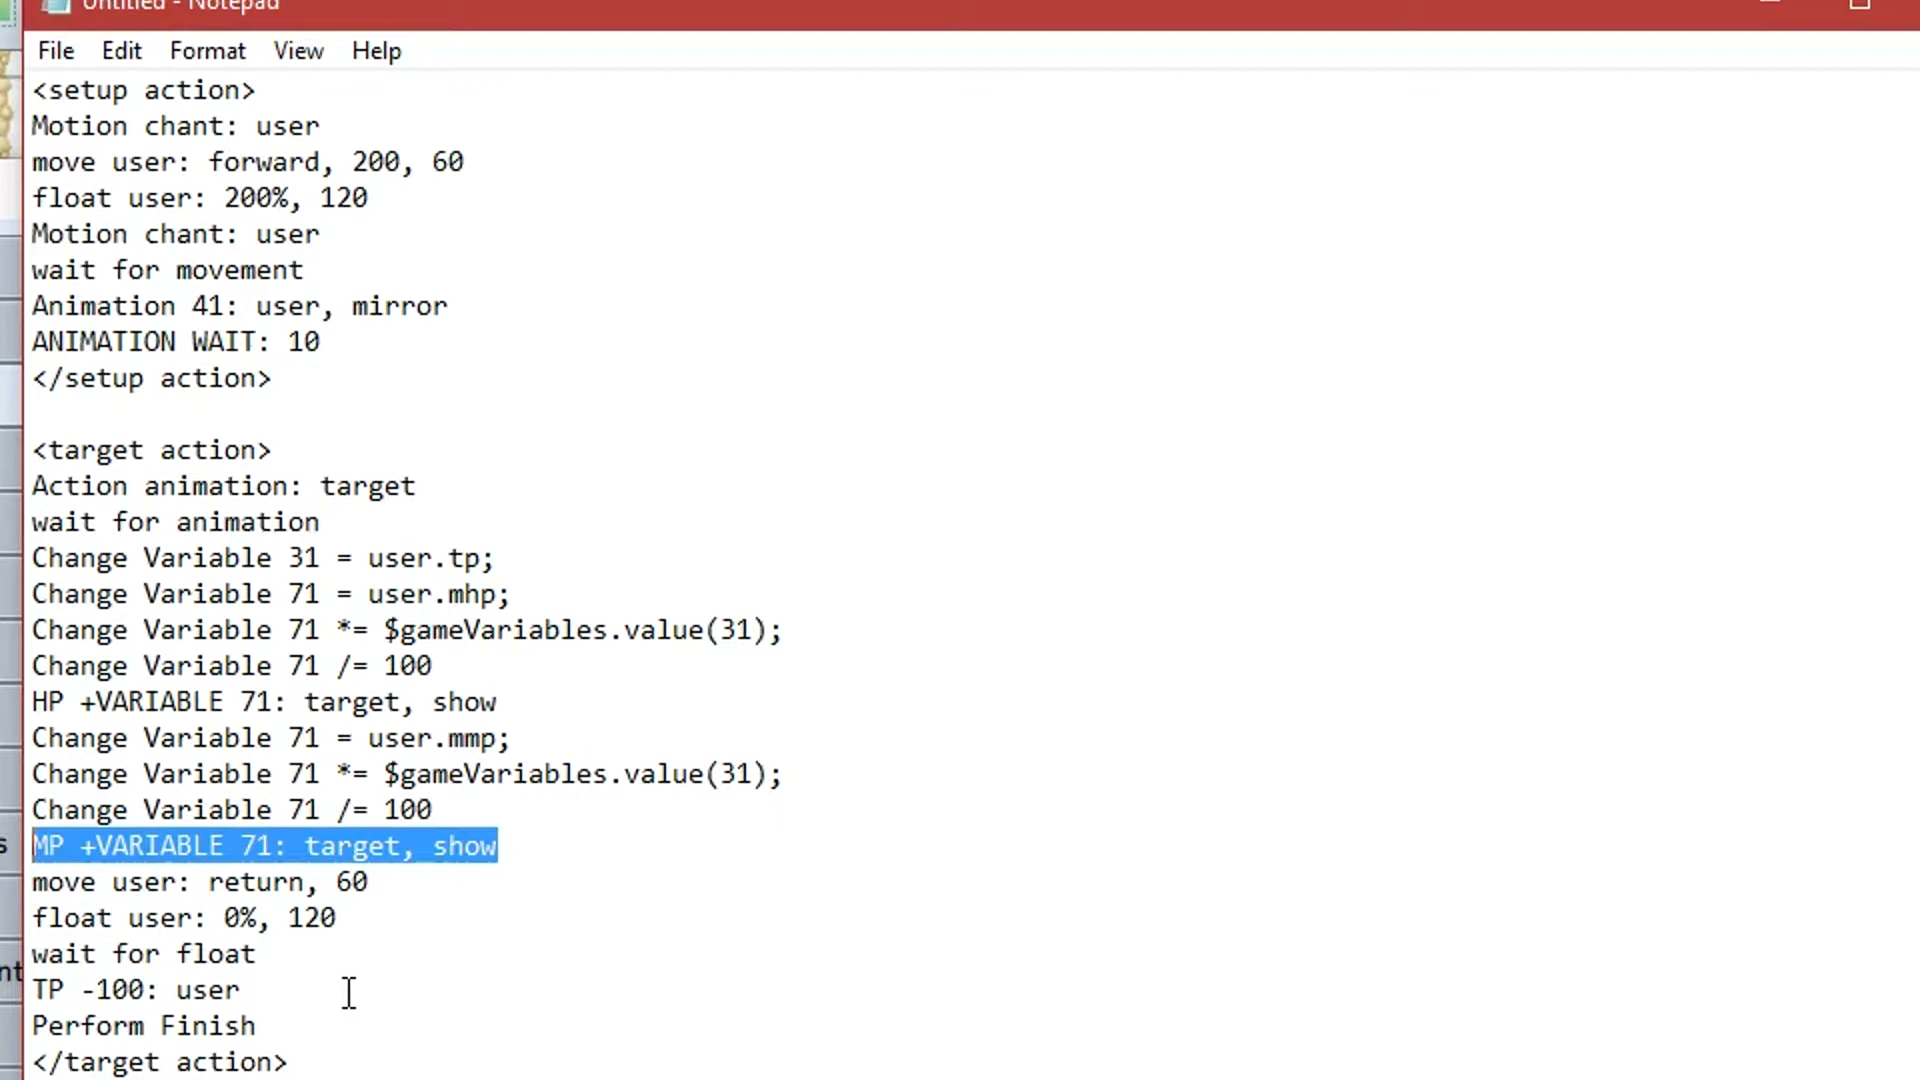 Untitled - Notepad
File Edit Format View Help
<setup action>
Motion chant: user
move user: forward, 200, 60
float user: 200%, 120
Motion chant: user
wait for movement
Animation 41: user, mirror
ANIMATION WAIT: 10
</setup action>
<target action>
Action animation: target
wait for animation
Change Variable 31 = user.tp;
Change Variable 71 = user.mhp;
Change Variable 71 *= $gameVariables.value(31);
Change Variable 71 /= 100
HP +VARIABLE 71: target, show
Change Variable 71 = user.mmp;
Change Variable 71 *= $gameVariables.value(31);
Change Variable 71 /= 100
MP +VARIABLE 71: target, show
move user: return, 60
float user: 0%, 120
wait for float
TP -100: user
Perform Finish
</target action>